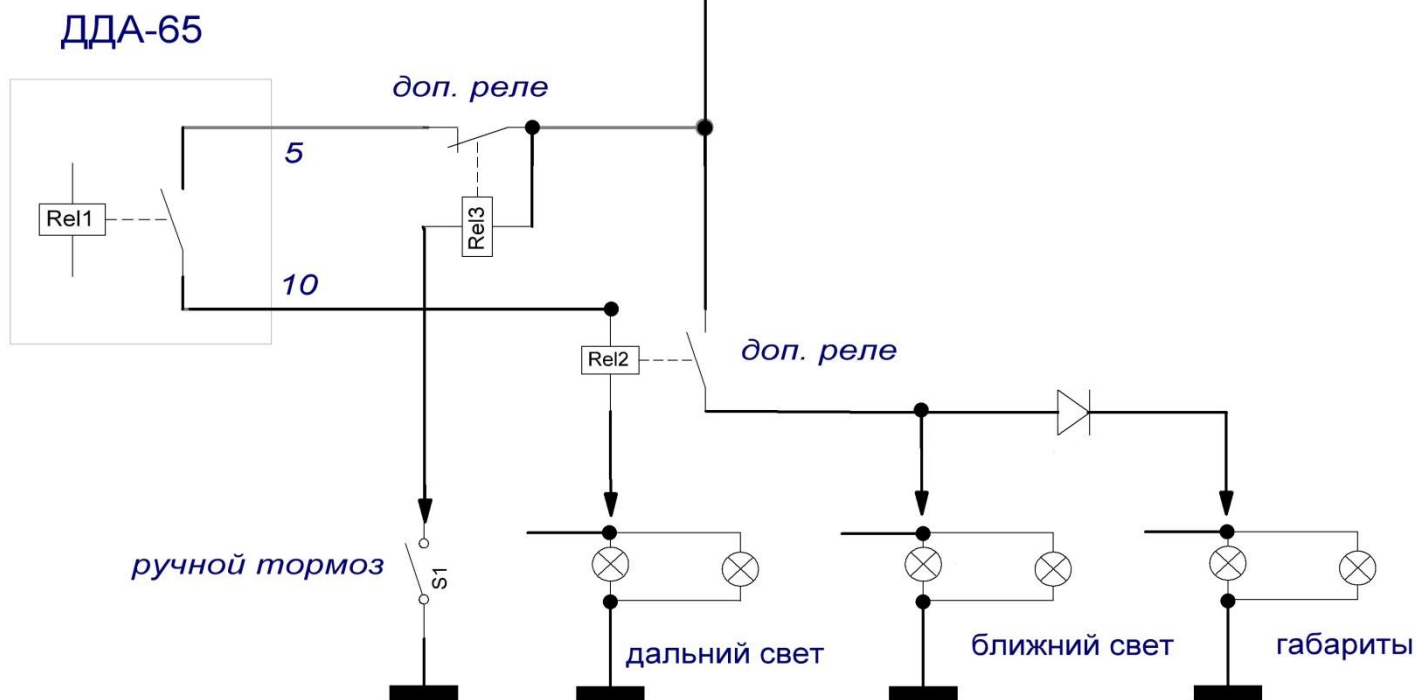 ДДА-65
доп. реле
5
Rel1
Rel3
10
Rel2
доп. реле
ручной тормоз
S1
дальний свет
ближний свет
габариты